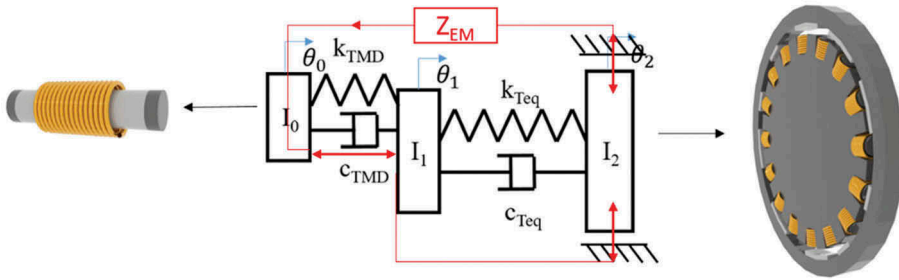 Z_EM
θ₀
k_TMD
θ₁
θ₂
k_Teq
I₀
I₁
I₂
c_TMD
c_Teq